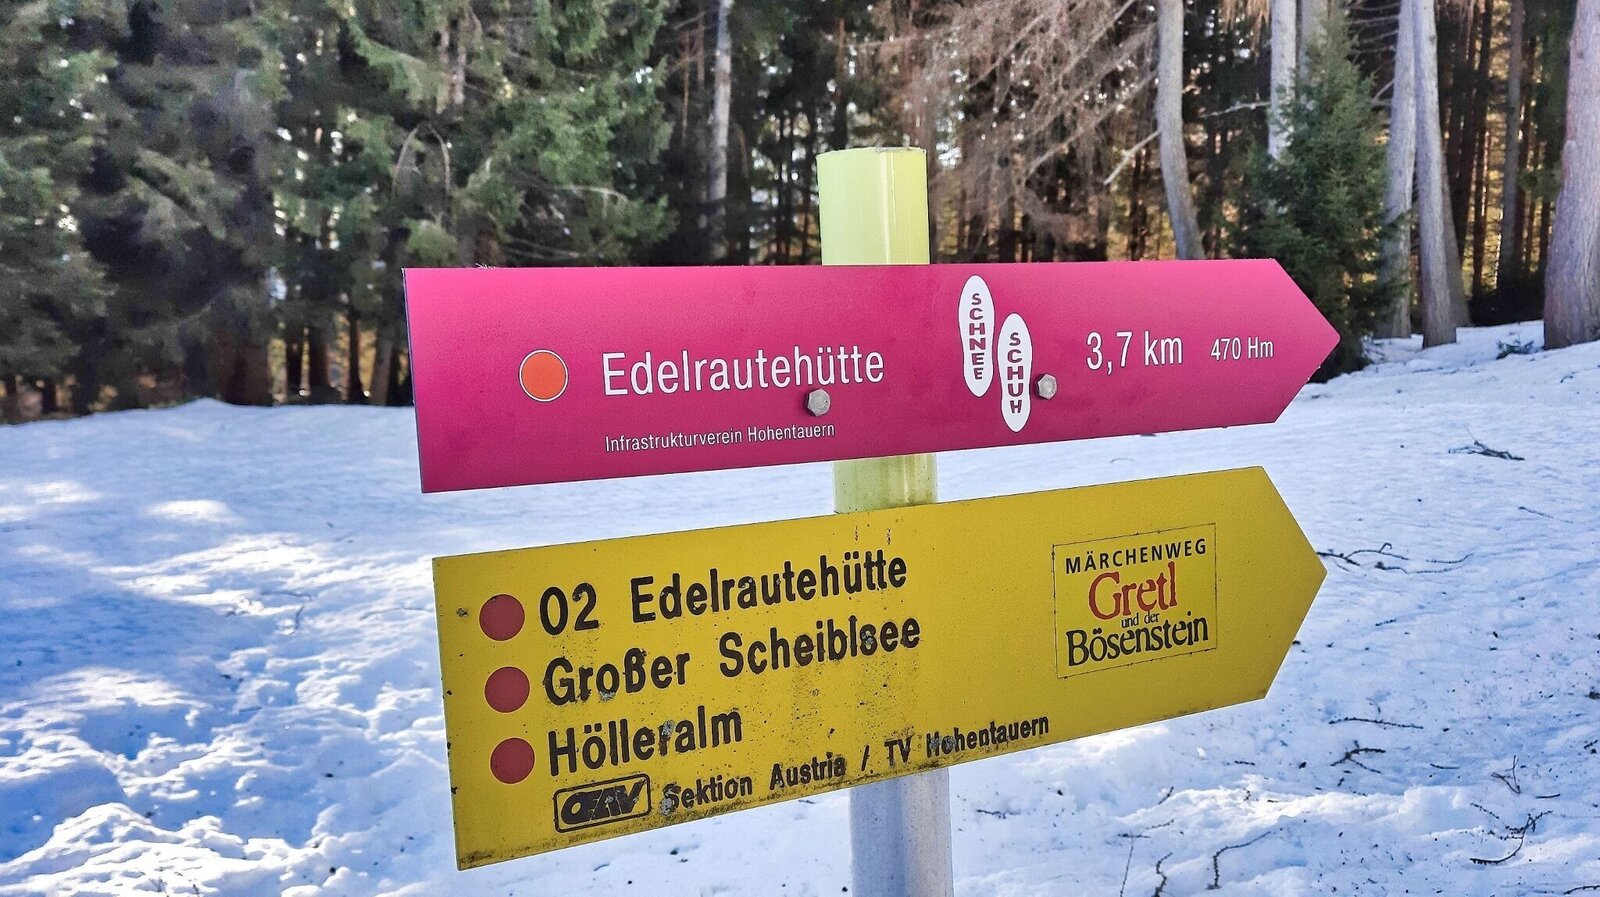 Edelrautehütte
SCHNEE
SCHUH
3,7 km 470 Hm
Infrastrukturverein Hohentauern
02 Edelrautehütte
Großer Scheiblsee
Hölleralm
ÖAV Sektion Austria / TV Hohentauern
MÄRCHENWEG
Gretl
und der
Bösenstein